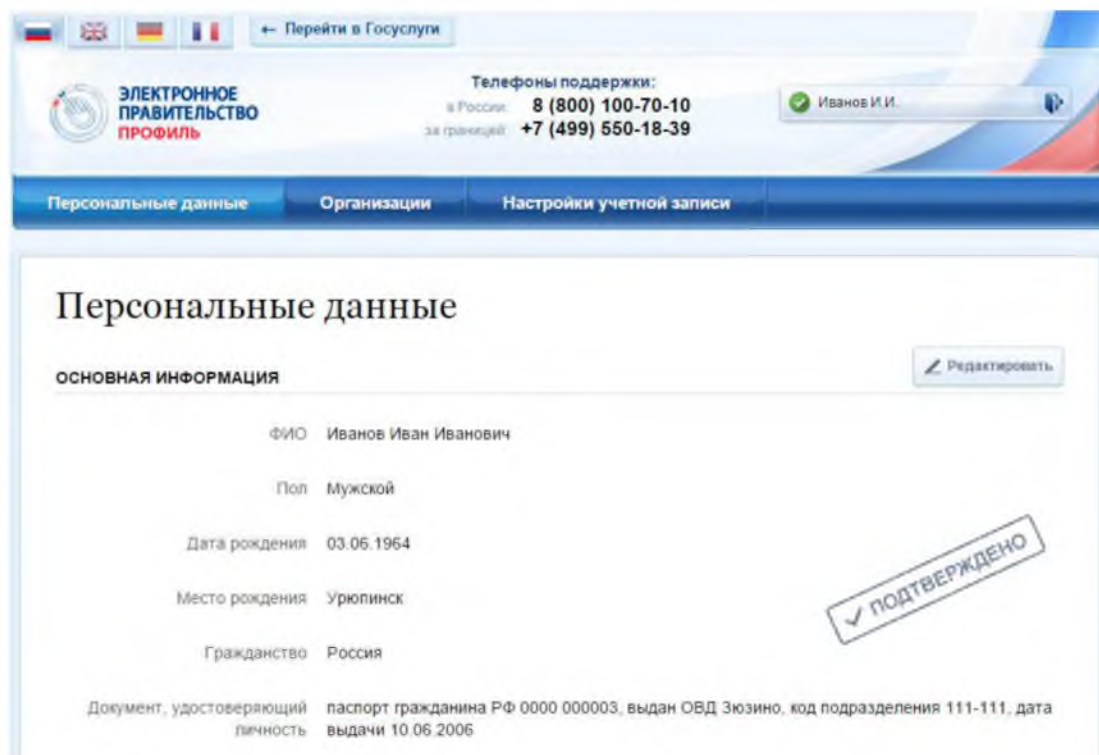 ← Перейти в Госуслуги
ЭЛЕКТРОННОЕ
ПРАВИТЕЛЬСТВО
ПРОФИЛЬ
Телефоны поддержки:
в России: 8 (800) 100-70-10
за границей: +7 (499) 550-18-39
Иванов И.И.
Персональные данные Организации Настройки учетной записи
Персональные данные
ОСНОВНАЯ ИНФОРМАЦИЯ
Редактировать
ФИО Иванов Иван Иванович
Пол Мужской
Дата рождения 03.06.1964
Место рождения Урюпинск
Гражданство Россия
ПОДТВЕРЖДЕНО
Документ, удостоверяющий паспорт гражданина РФ 0000 000003, выдан ОВД Зюзино, код подразделения 111-111, дата
личность выдачи 10.06.2006